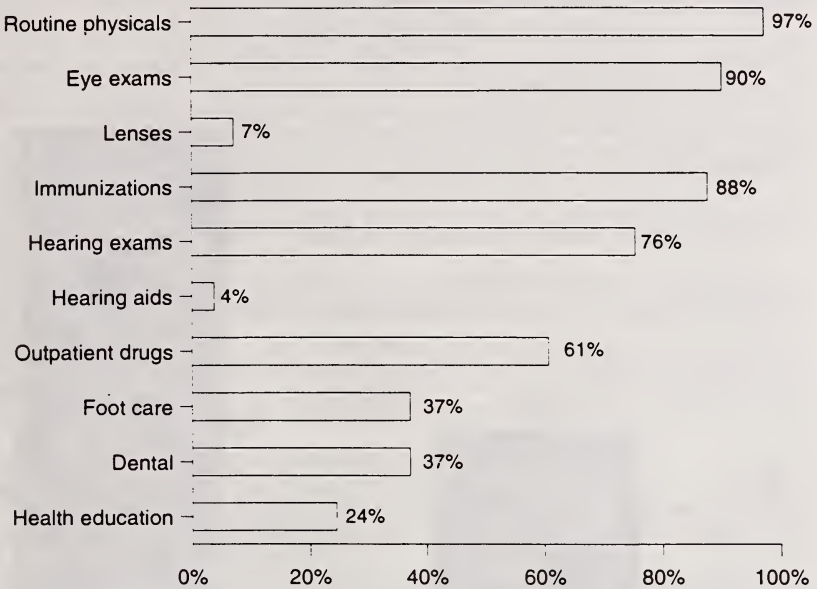 Routine physicals 97%
Eye exams 90%
Lenses 7%
Immunizations 88%
Hearing exams 76%
Hearing aids 4%
Outpatient drugs 61%
Foot care 37%
Dental 37%
Health education 24%
0% 20% 40% 60% 80% 100%